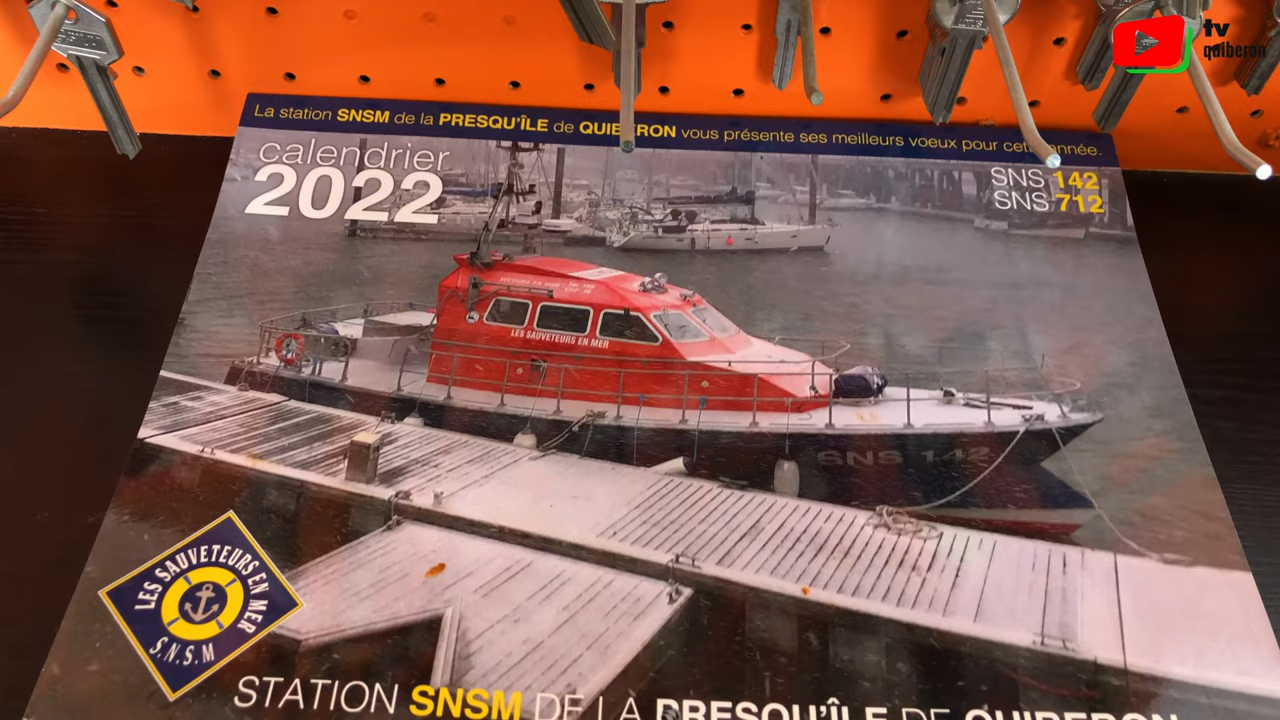 tv
quiberon
La station SNSM de la PRESQU'ÎLE de QUIBERON vous présente ses meilleurs voeux pour cette année.
calendrier
2022
SNS 142
SNS 712
LES SAUVETEURS EN MER
SNS 142
LES SAUVETEURS EN MER
S.N.S.M
STATION SNSM DE LA PRESQU'ÎLE DE QUIBERON